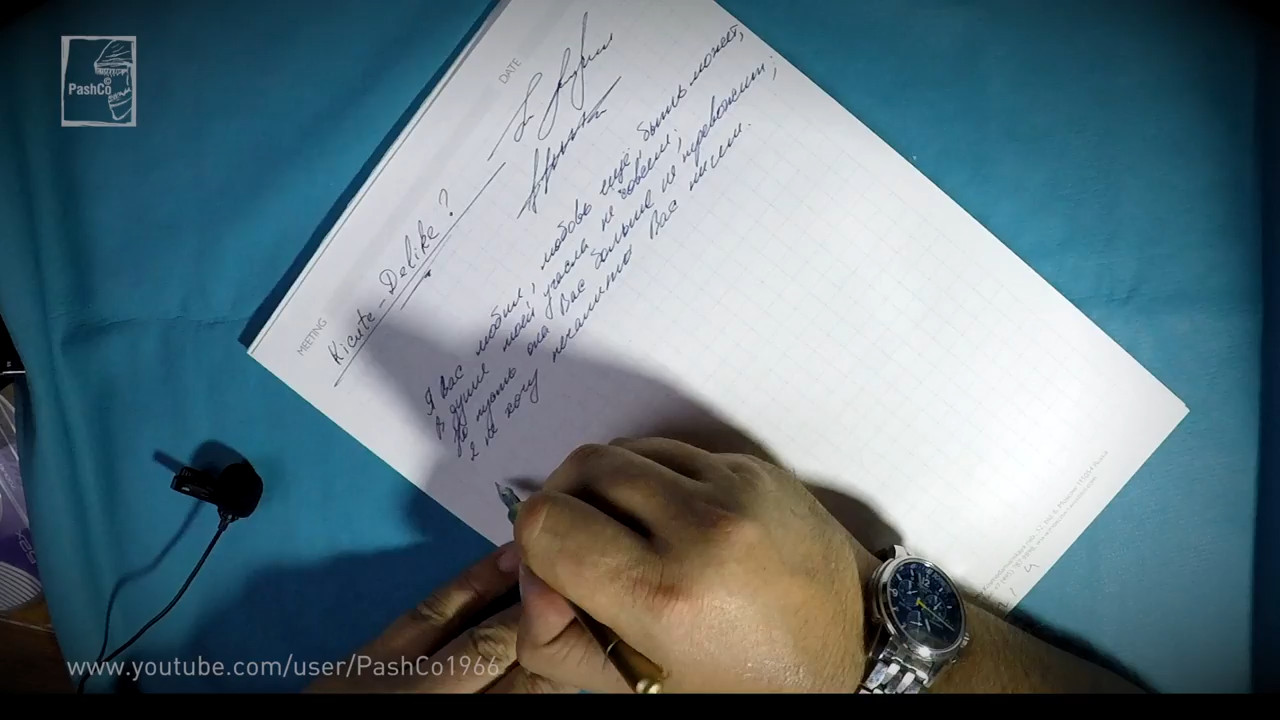 PashCo
DATE
MEETING
Kicute-Delike?
Я вас любил, любовь ещё, быть может,
В душе моей угасла не совсем;
Но пусть она Вас больше не тревожит;
Я не хочу печалить Вас ничем.
www.youtube.com/user/PashCo1966